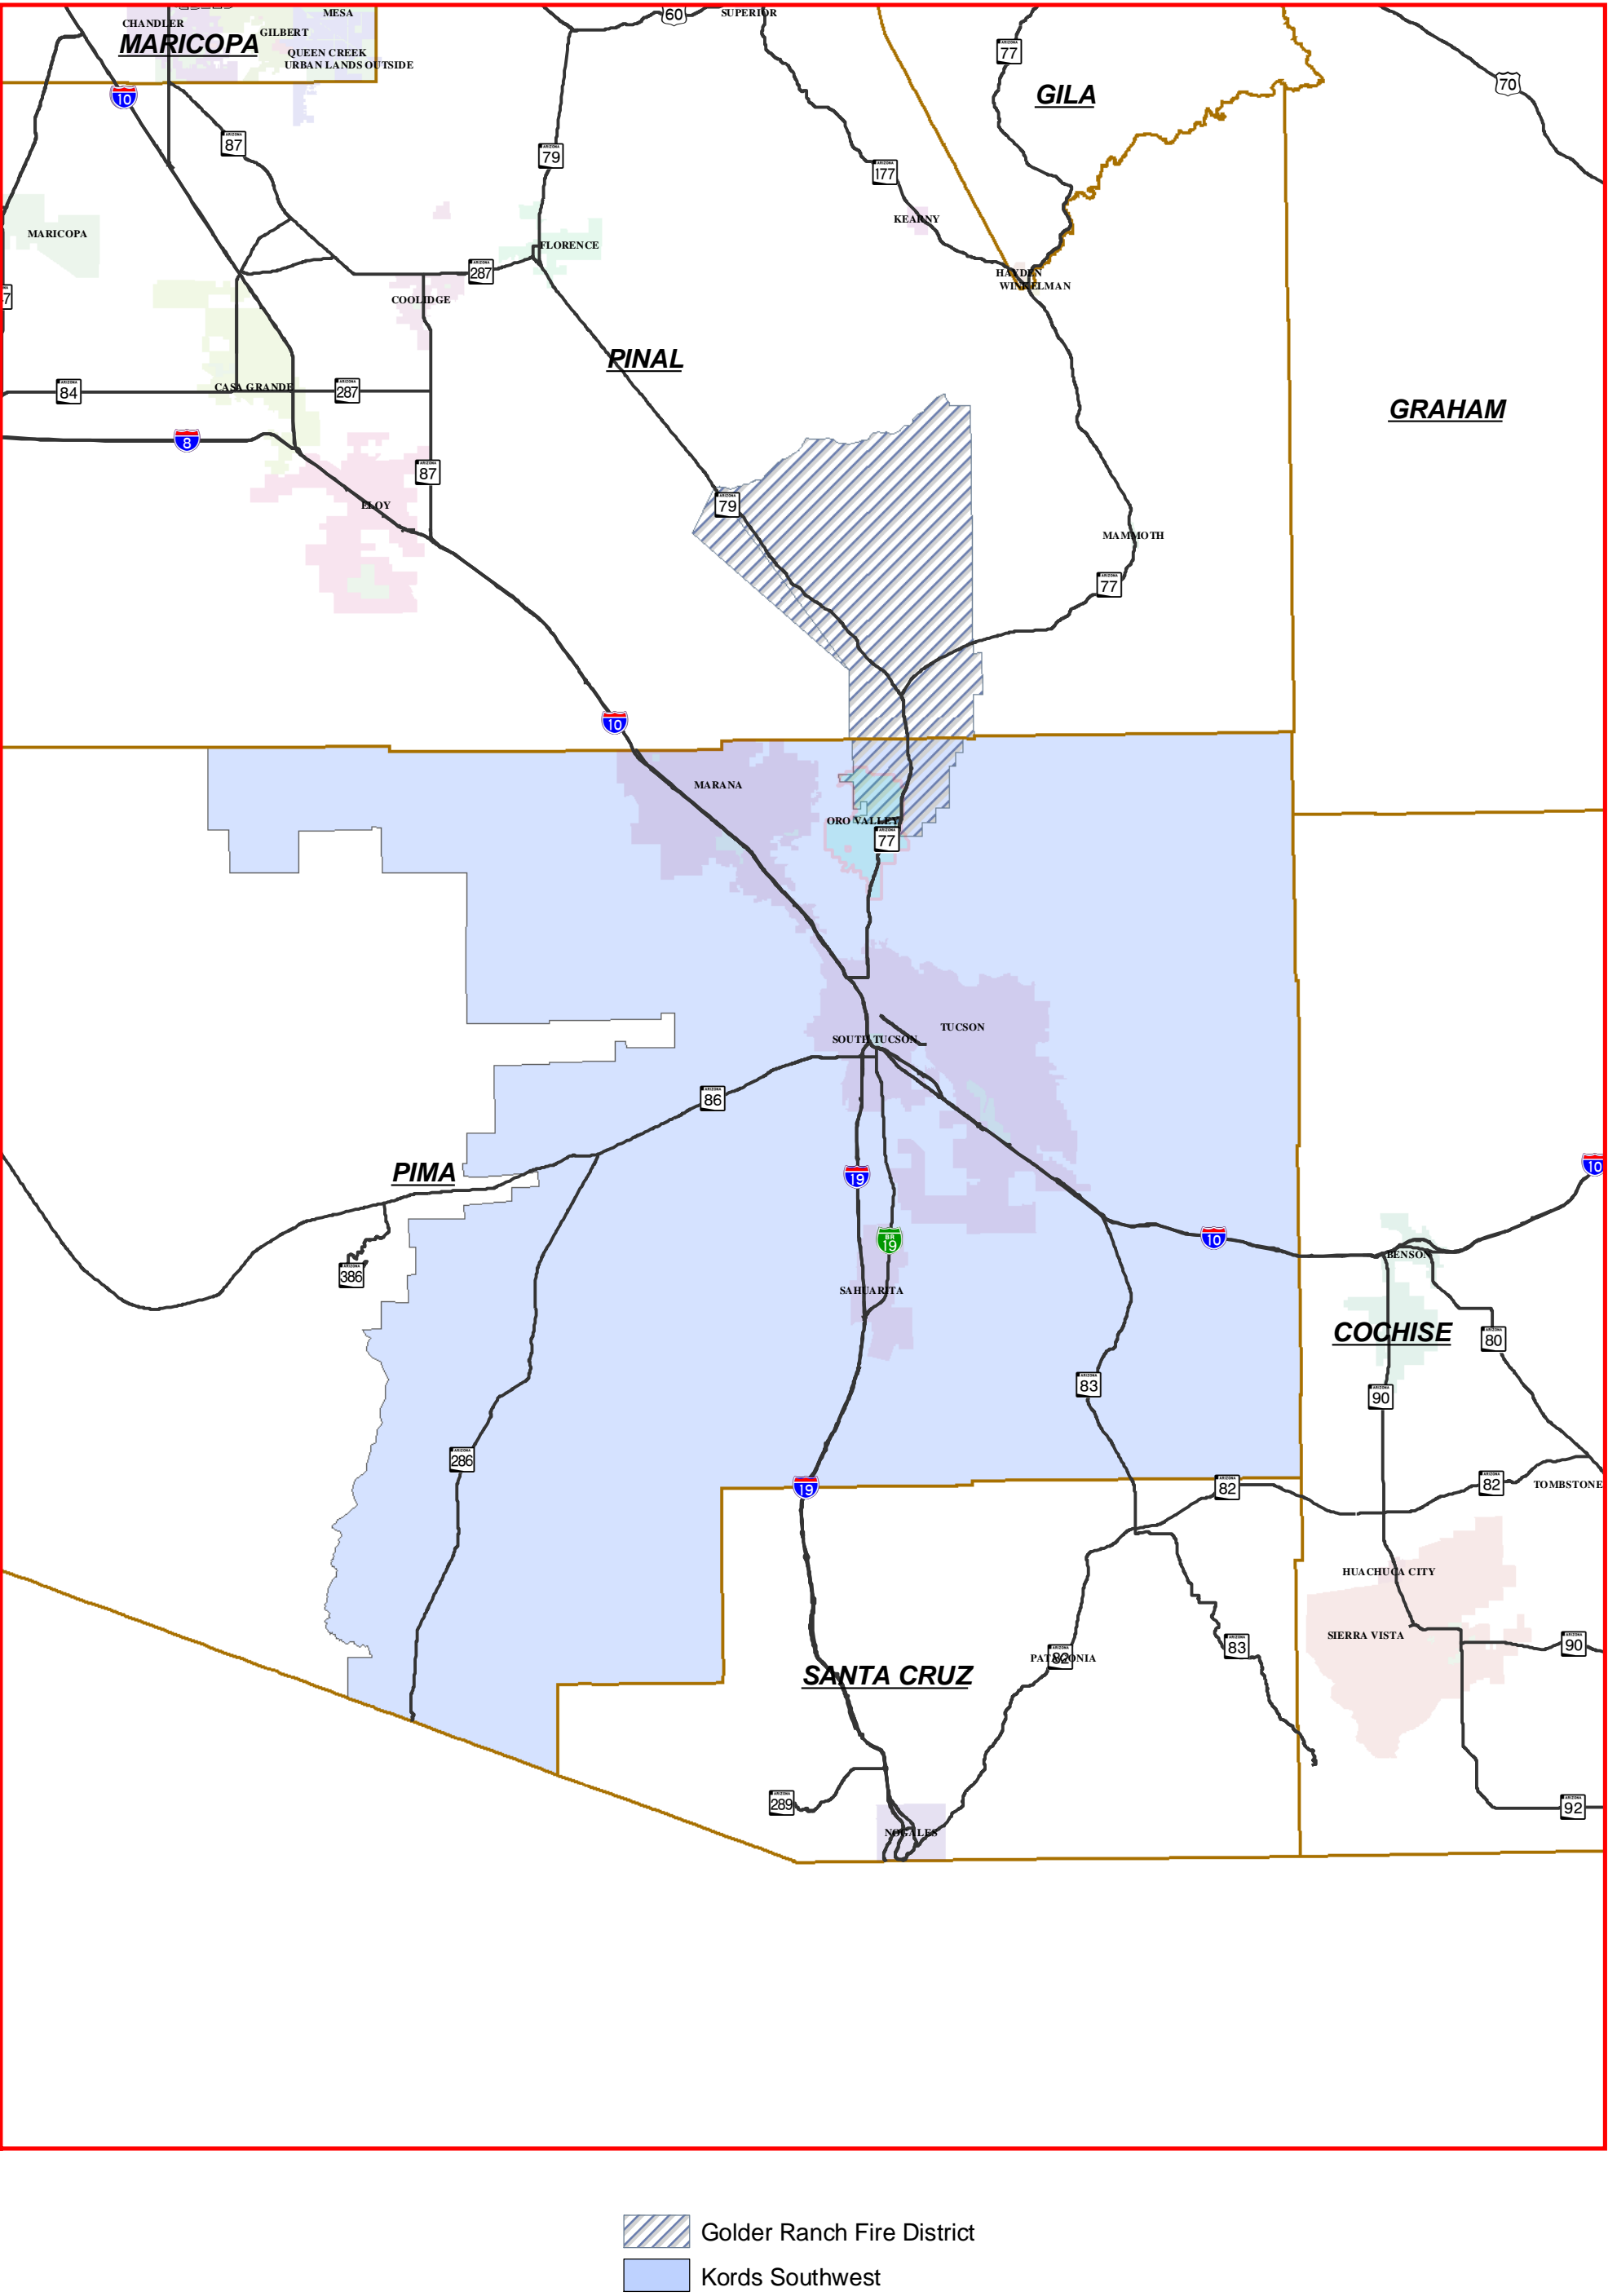 MESA
SUPERIOR
60
CHANDLER
MARICOPA
GILBERT
QUEEN CREEK
URBAN LANDS OUTSIDE
77
70
GILA
10
ARIZONA
87
79
177
MARICOPA
KEARNY
FLORENCE
287
HAYDEN
WINKELMAN
COOLIDGE
7
PINAL
CASA GRANDE
84
287
GRAHAM
8
87
ELOY
79
MAMMOTH
77
10
MARANA
ORO VALLEY
77
TUCSON
SOUTH TUCSON
86
PIMA
19
10
BR
19
10
BENSON
386
SAHUARITA
COCHISE
80
83
90
286
19
82
82
TOMBSTONE
HUACHUCA CITY
SIERRA VISTA
83
90
82
PATAGONIA
SANTA CRUZ
289
92
NOGALES
Golder Ranch Fire District
Kords Southwest